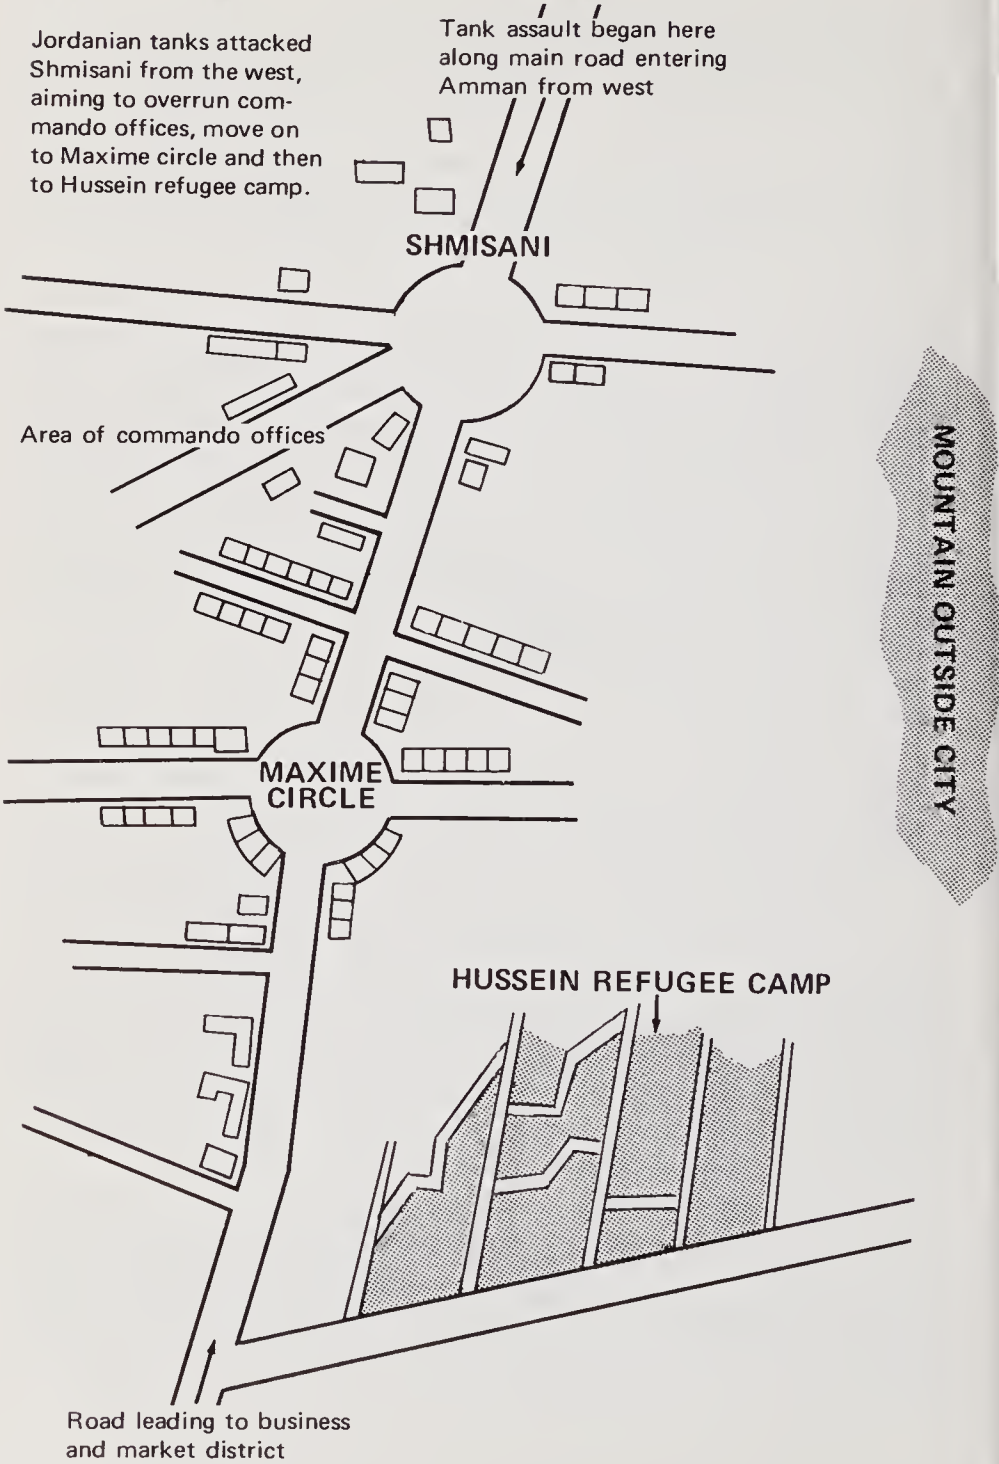 Jordanian tanks attacked
Shmisani from the west,
aiming to overrun com-
mando offices, move on
to Maxime circle and then
to Hussein refugee camp.
Tank assault began here
along main road entering
Amman from west
SHMISANI
Area of commando offices
MOUNTAIN OUTSIDE CITY
MAXIME
CIRCLE
HUSSEIN REFUGEE CAMP
Road leading to business
and market district